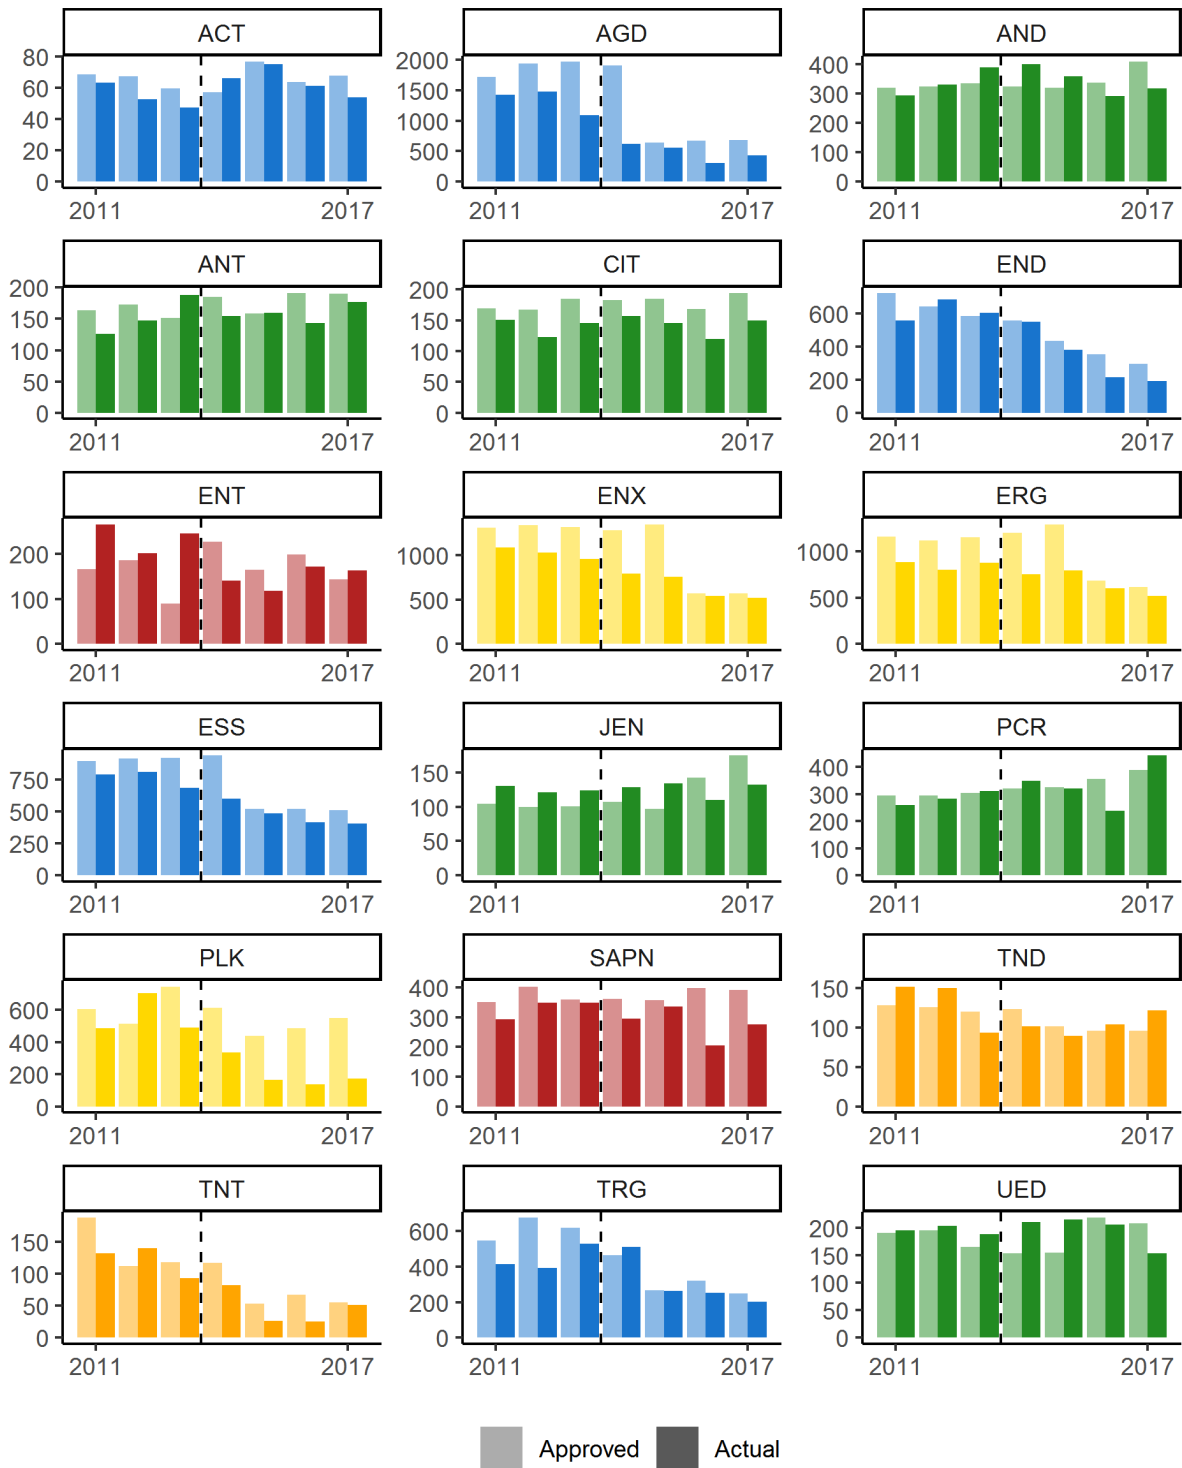 ACT AGD AND
80 2000 400
60 1500 300
40 1000 200
20 500 100
0 0 0
2011 2017 2011 2017 2011 2017
ANT CIT END
200 200 600
150 150 400
100 100 200
50 50 0
0 0
2011 2017 2011 2017 2011 2017
ENT ENX ERG
200 1000 1000
100 500 500
0 0 0
2011 2017 2011 2017 2011 2017
ESS JEN PCR
750 150 400
500 100 300
250 50 200
0 0 100
0
2011 2017 2011 2017 2011 2017
PLK SAPN TND
600 400 150
400 300 100
200 200 50
0 100 0
0
2011 2017 2011 2017 2011 2017
TNT TRG UED
150 600 200
100 400 150
50 200 100
0 0 50
0
2011 2017 2011 2017 2011 2017
Approved Actual